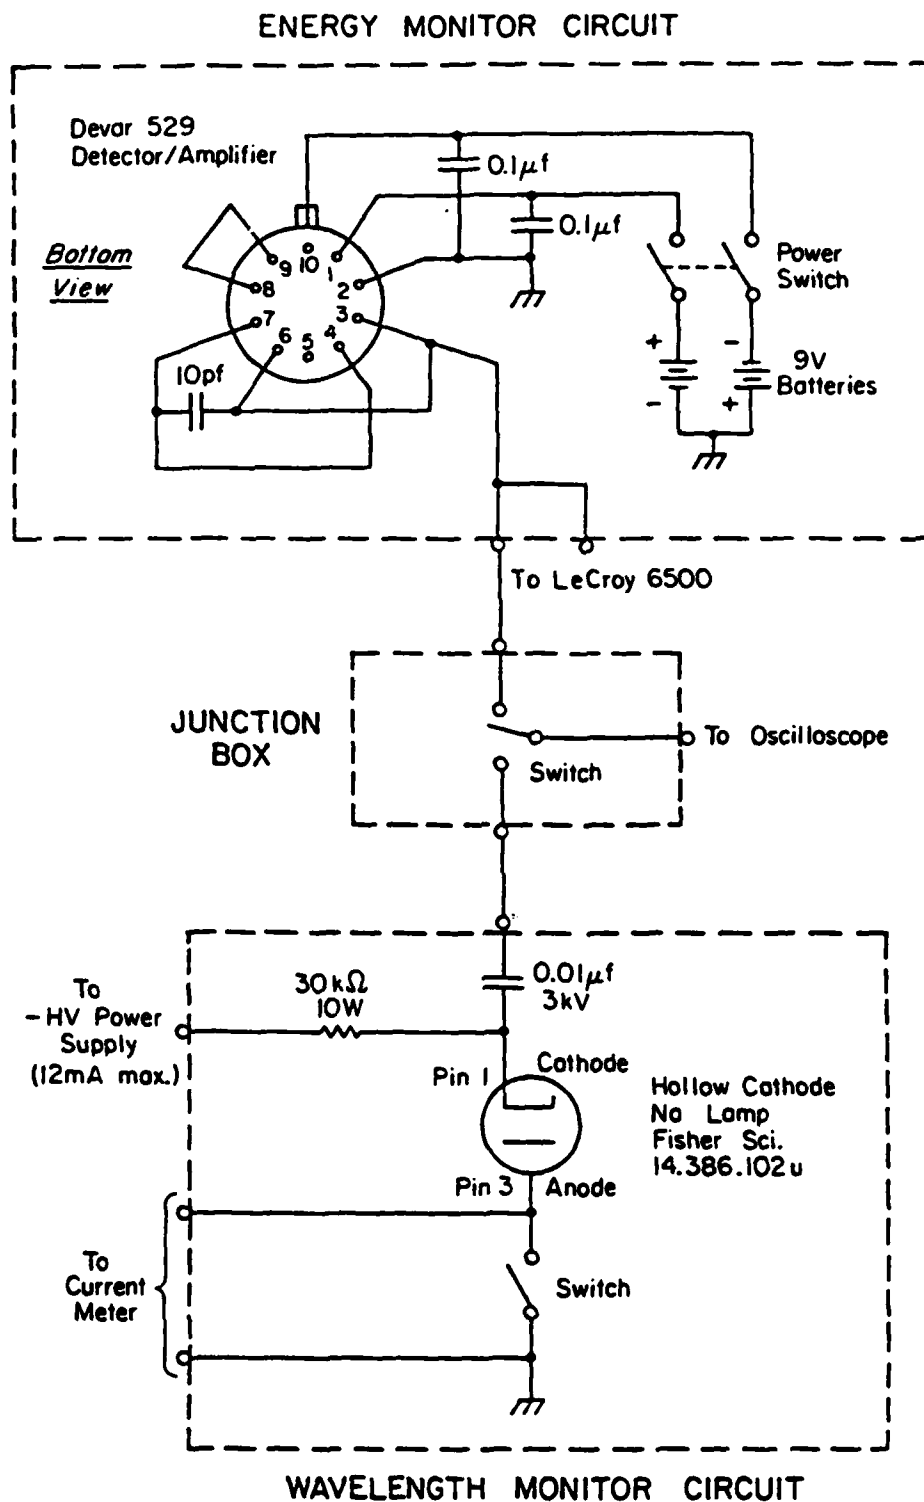 ENERGY MONITOR CIRCUIT
Devar 529
Detector/Amplifier
0.1μf
0.1μf
Bottom
View
Power
Switch
9
10
1
8
2
7
3
6
5
4
10pf
+
-
-
+
9V
Batteries
To LeCroy 6500
JUNCTION
BOX
To Oscilloscope
Switch
To
-HV Power
Supply
(12mA max.)
30kΩ
10W
0.01μf
3kV
Pin 1
Cathode
Hollow Cathode
Na Lamp
Fisher Sci.
14.386.102u
Pin 3
Anode
To
Current
Meter
Switch
WAVELENGTH MONITOR CIRCUIT